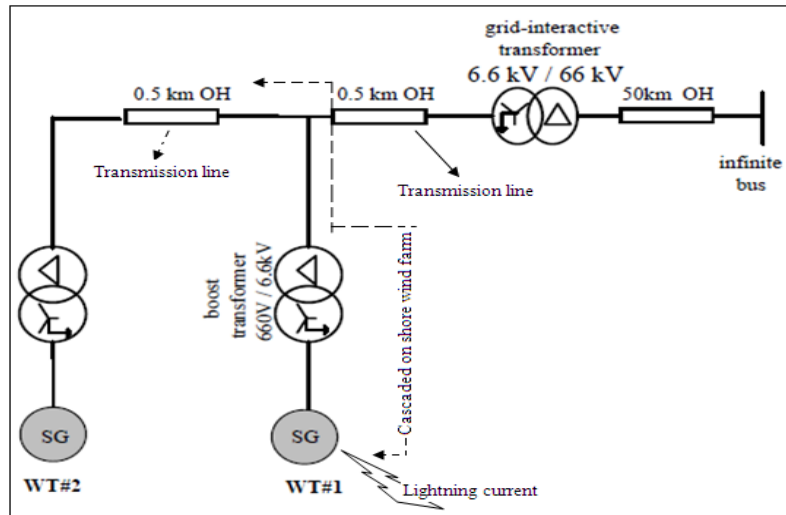 grid-interactive
transformer
6.6 kV / 66 kV
0.5 km OH
0.5 km OH
50km OH
Transmission line
Transmission line
infinite
bus
boost
transformer
660V / 6.6kV
Cascaded on shore wind farm
SG
SG
WT#2
WT#1
Lightning current